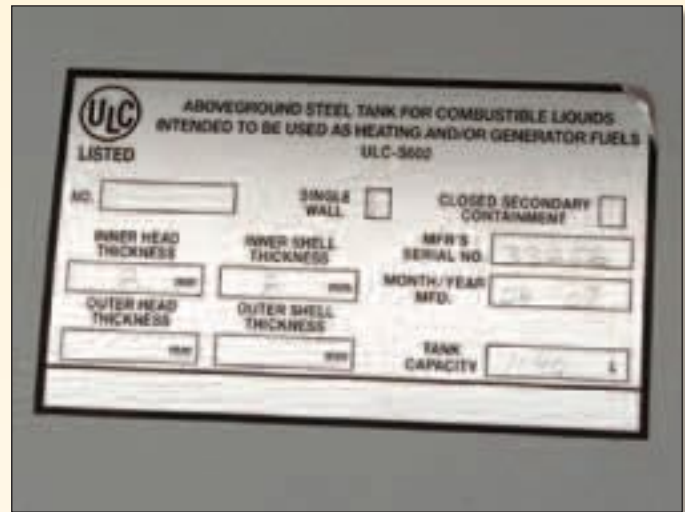 ULC
ABOVEGROUND STEEL TANK FOR COMBUSTIBLE LIQUIDS
INTENDED TO BE USED AS HEATING AND/OR GENERATOR FUELS
LISTED
ULC-S602
NO.
SINGLE WALL
CLOSED SECONDARY CONTAINMENT
INNER HEAD THICKNESS
INNER SHELL THICKNESS
MFR'S SERIAL NO.
mm
mm
MONTH/YEAR MFD.
OUTER HEAD THICKNESS
OUTER SHELL THICKNESS
mm
mm
TANK CAPACITY
L